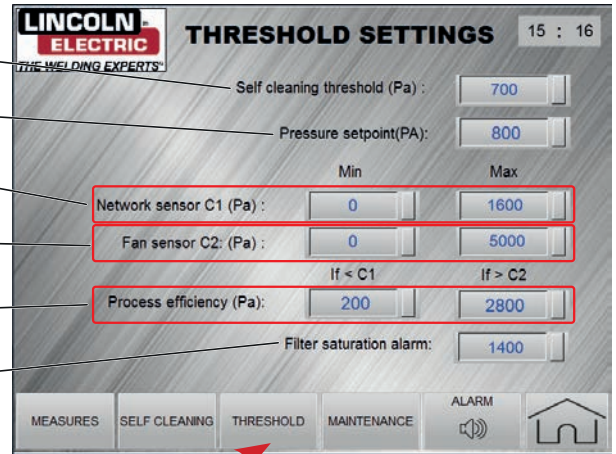 LINCOLN
ELECTRIC
THE WELDING EXPERTS®
THRESHOLD SETTINGS
15 : 16
Self cleaning threshold (Pa) : 700
Pressure setpoint(PA): 800
Min Max
Network sensor C1 (Pa) : 0 1600
Fan sensor C2: (Pa) : 0 5000
If < C1 If > C2
Process efficiency (Pa): 200 2800
Filter saturation alarm: 1400
MEASURES SELF CLEANING THRESHOLD MAINTENANCE ALARM